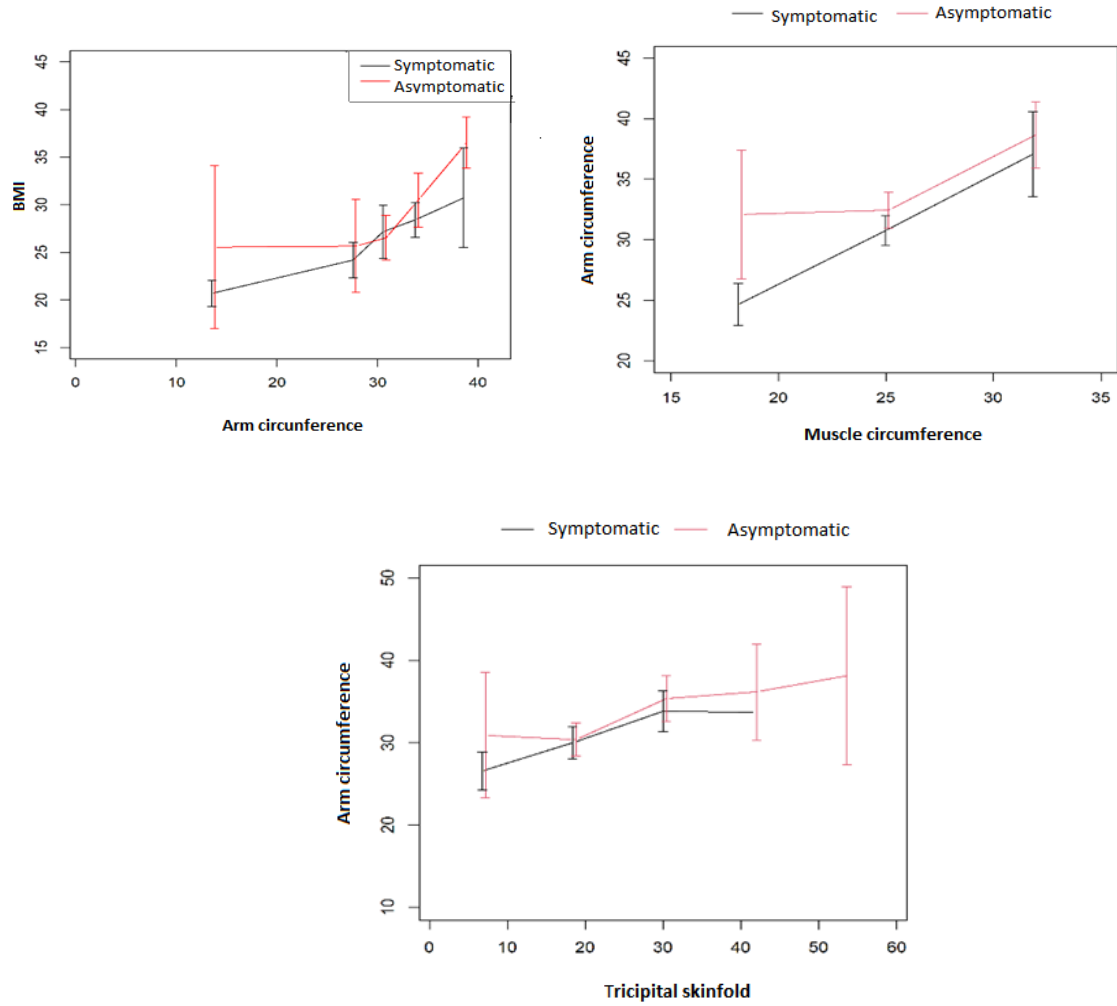 Symptomatic
Asymptomatic
45
40
35
30
25
20
15
BMI
0 10 20 30 40
Arm circunference
Symptomatic Asymptomatic
45
40
35
30
25
20
Arm circumference
15 20 25 30 35
Muscle circumference
Symptomatic Asymptomatic
50
40
30
20
10
Arm circumference
0 10 20 30 40 50 60
Tricipital skinfold